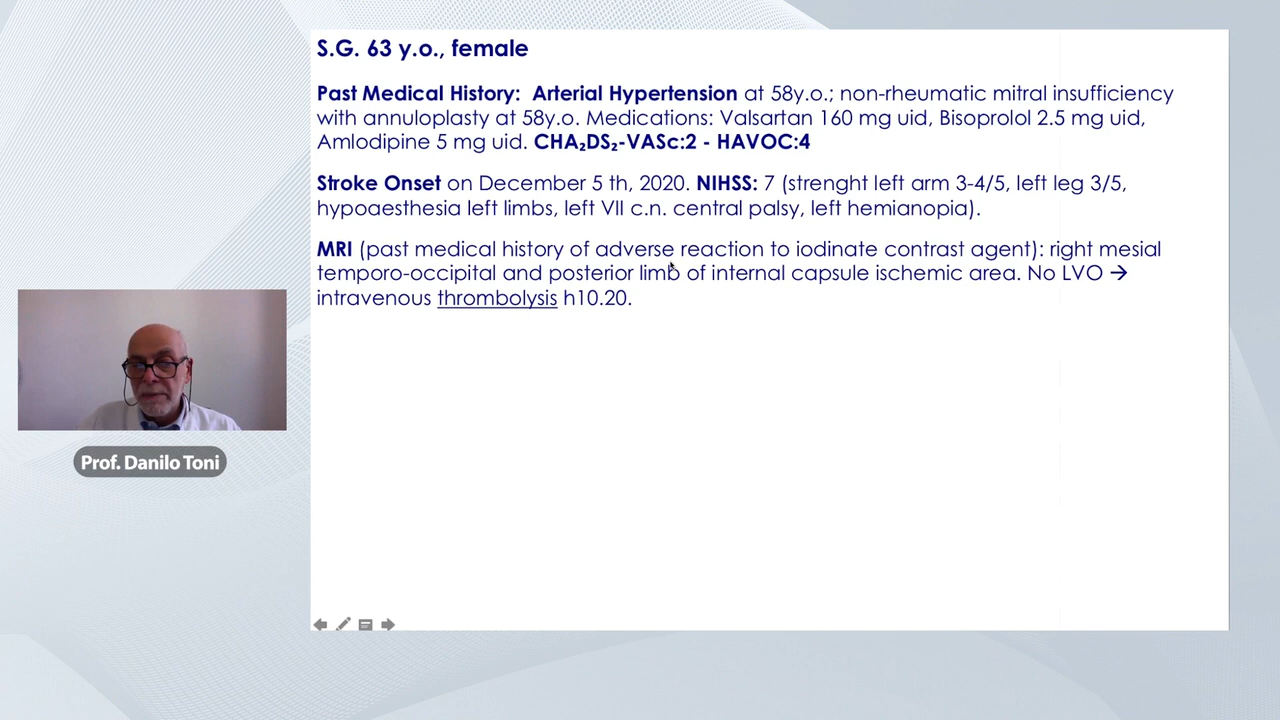 S.G. 63 y.o., female
Past Medical History: Arterial Hypertension at 58y.o.; non-rheumatic mitral insufficiency
with annuloplasty at 58y.o. Medications: Valsartan 160 mg uid, Bisoprolol 2.5 mg uid,
Amlodipine 5 mg uid. CHA₂DS₂-VASc:2 - HAVOC:4
Stroke Onset on December 5 th, 2020. NIHSS: 7 (strenght left arm 3-4/5, left leg 3/5,
hypoaesthesia left limbs, left VII c.n. central palsy, left hemianopia).
MRI (past medical history of adverse reaction to iodinate contrast agent): right mesial
temporo-occipital and posterior limb of internal capsule ischemic area. No LVO →
intravenous thrombolysis h10.20.
Prof. Danilo Toni